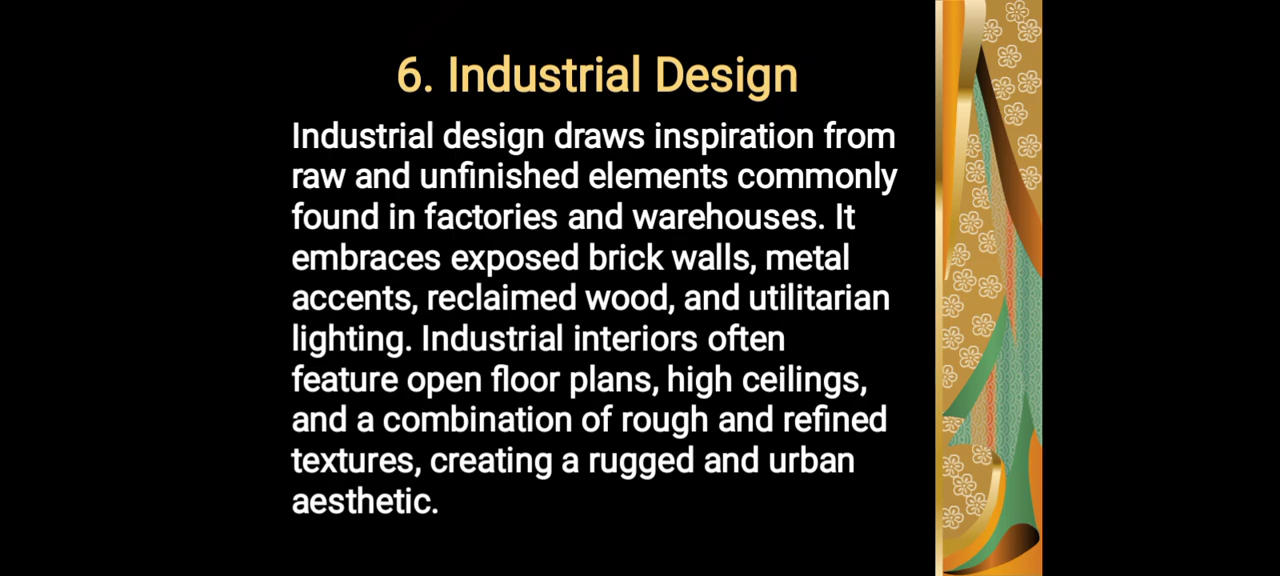 6. Industrial Design
Industrial design draws inspiration from
raw and unfinished elements commonly
found in factories and warehouses. It
embraces exposed brick walls, metal
accents, reclaimed wood, and utilitarian
lighting. Industrial interiors often
feature open floor plans, high ceilings,
and a combination of rough and refined
textures, creating a rugged and urban
aesthetic.